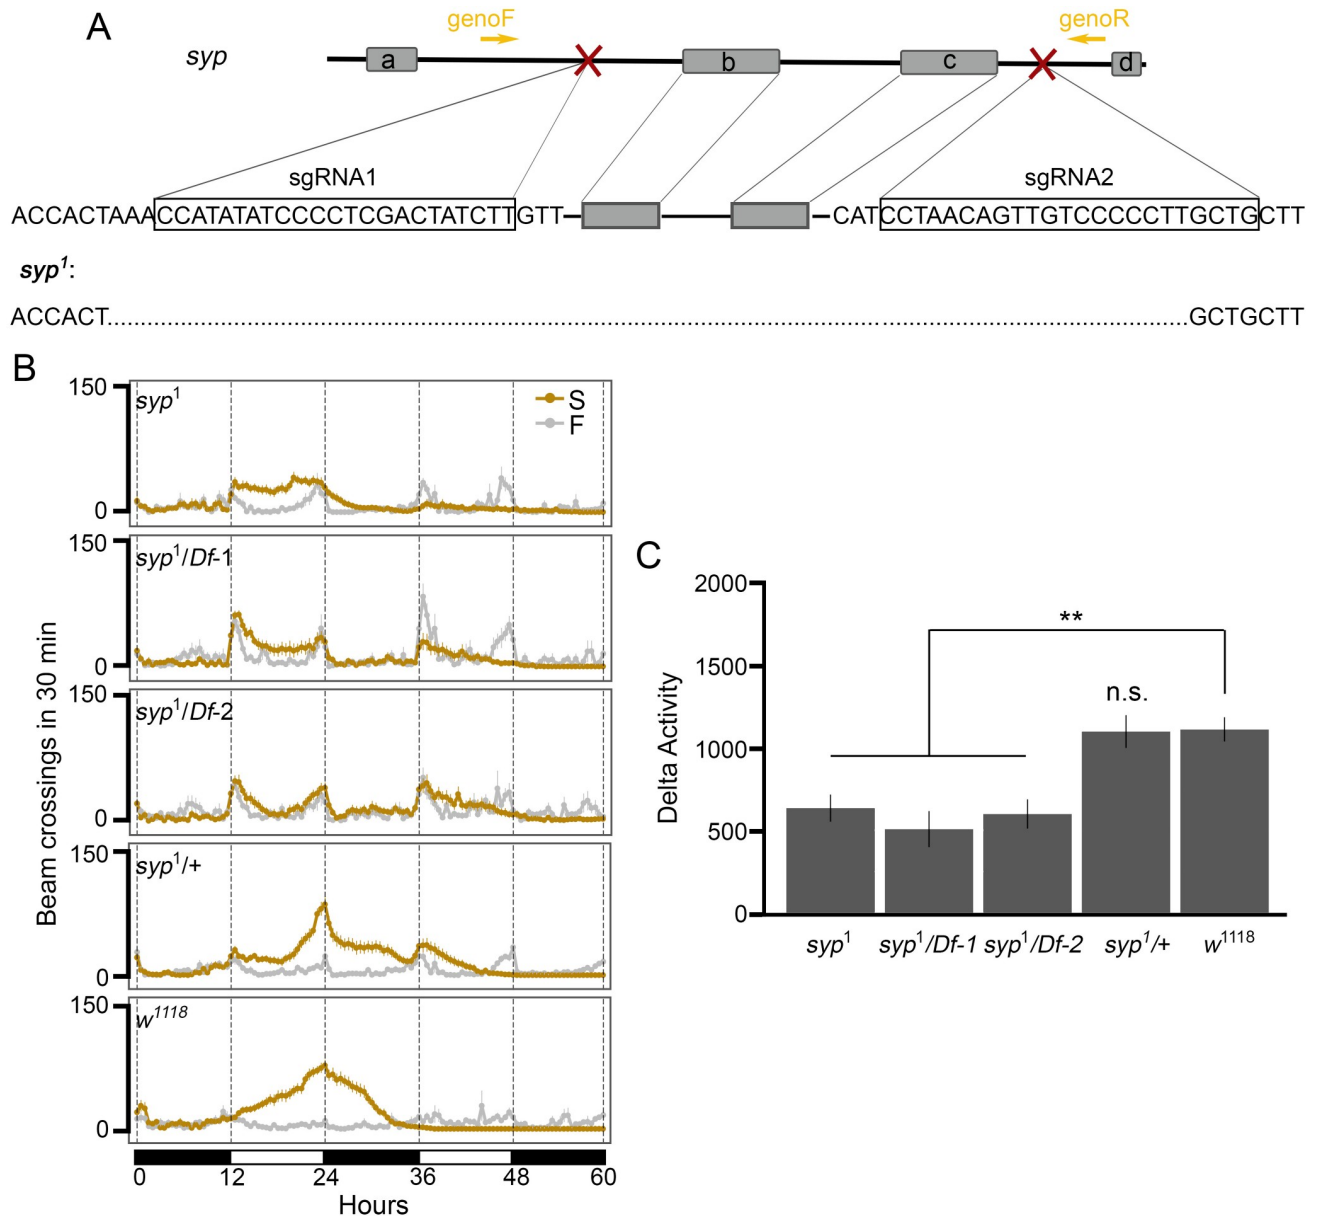 A
genoF
genoR
syp
a
b
c
d
sgRNA1
sgRNA2
ACCACTAAACCATATATCCCCTCGACTATCTTGTT
CATCCTAACAGTTGTCCCCCTTGCTGCTT
syp¹:
ACCACT................................................................GCTGCTT
B
Beam crossings in 30 min
150
syp¹
S
F
0
150
syp¹/Df-1
0
150
syp¹/Df-2
0
150
syp¹/+
0
150
w¹¹¹⁸
0
0 12 24 36 48 60
Hours
C
Delta Activity
2000
1500
1000
500
0
**
n.s.
syp¹ syp¹/Df-1 syp¹/Df-2 syp¹/+ w¹¹¹⁸